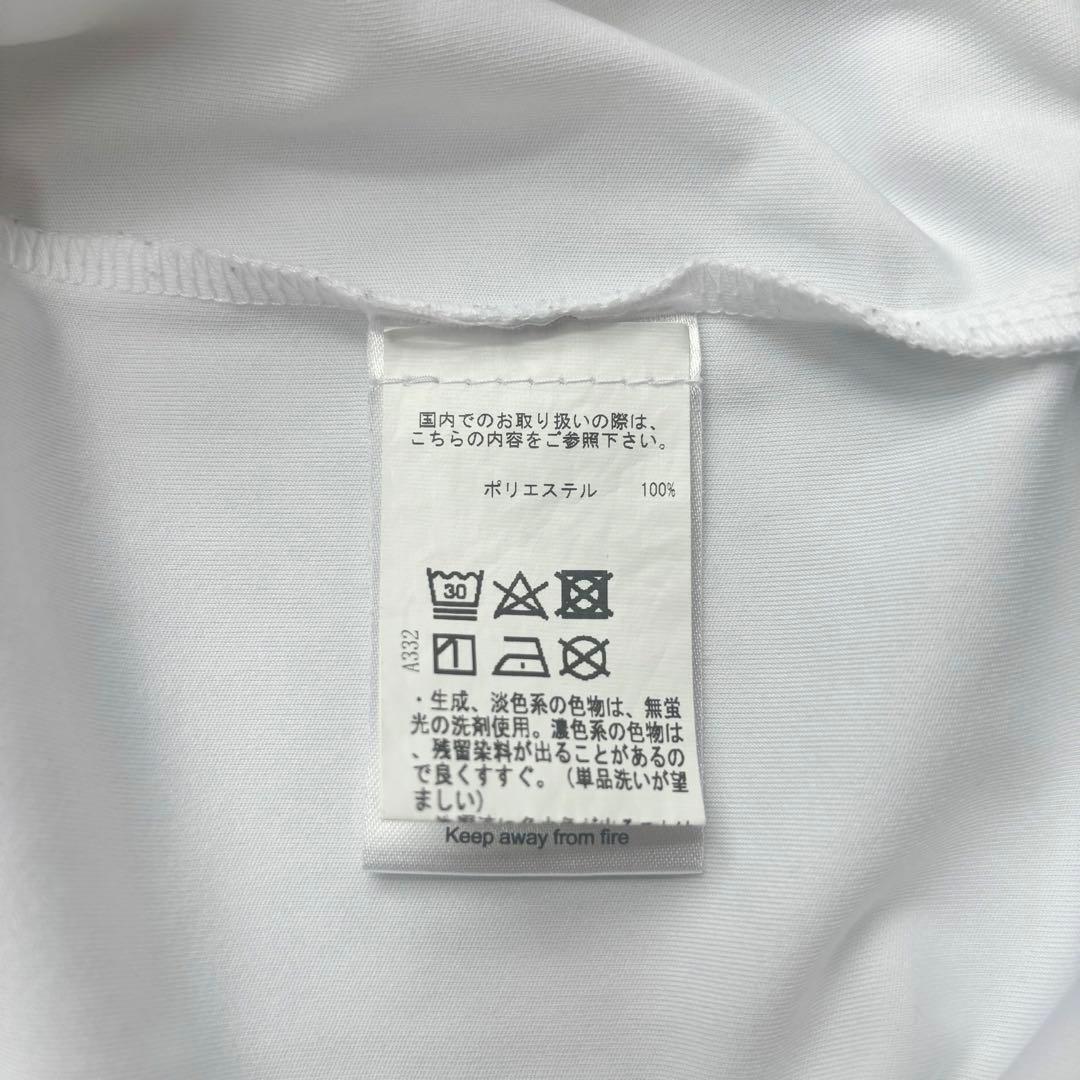 国内でのお取り扱いの際は、
こちらの内容をご参照下さい。
ポリエステル 100%
30
A332
・生成、淡色系の色物は、無蛍
光の洗剤使用。濃色系の色物は
、残留染料が出ることがあるの
で良くすすぐ。(単品洗いが望
ましい)
Keep away from fire